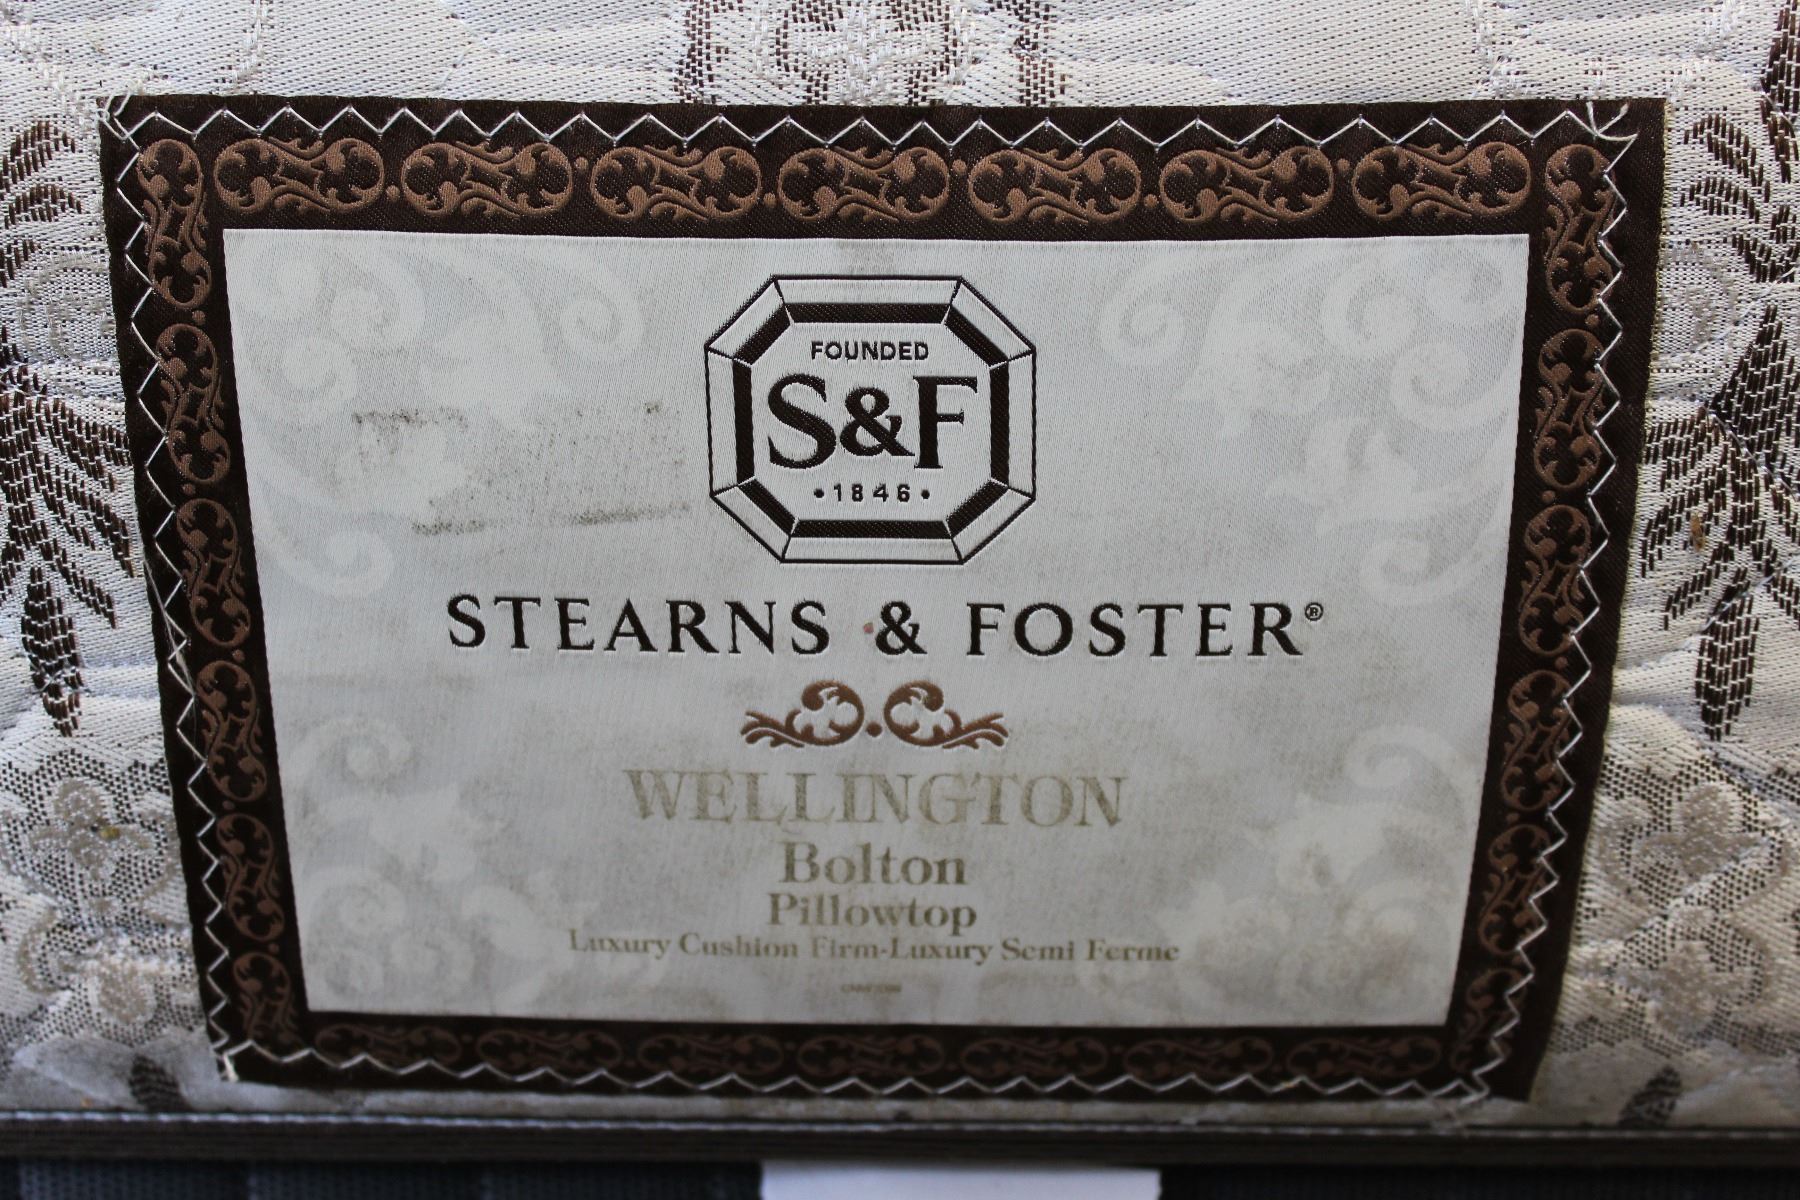 FOUNDED
S&F
• 1846 •
STEARNS & FOSTER®
WELLINGTON
Bolton
Pillowtop
Luxury Cushion Firm-Luxury Semi Ferme